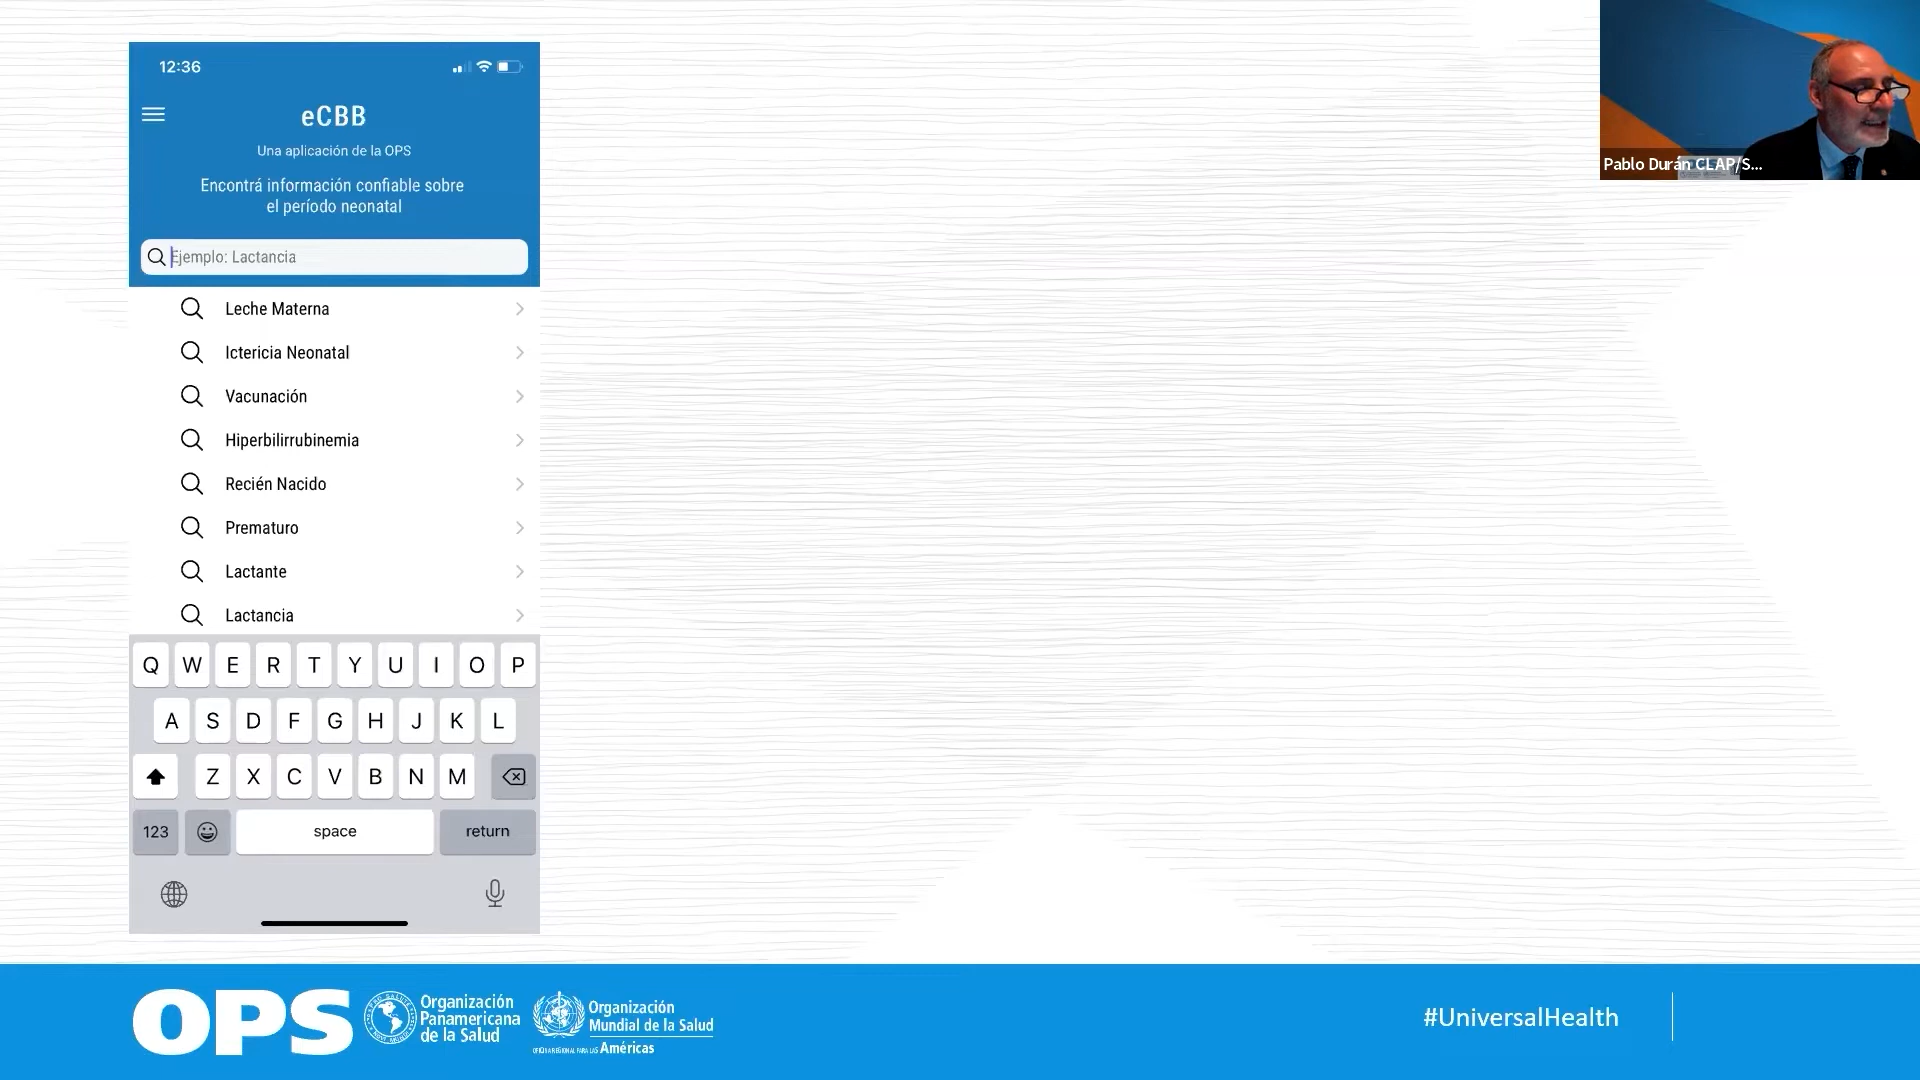 12:36
eCBB
Una aplicación de la OPS
Encontrá información confiable sobre
el período neonatal
Ejemplo: Lactancia
Leche Materna
Ictericia Neonatal
Vacunación
Hiperbilirrubinemia
Recién Nacido
Prematuro
Lactante
Lactancia
Q W E R T Y U I O P
A S D F G H J K L
Z X C V B N M
123 space return
Pablo Durán CLAP/S...
OPS
Organización
Panamericana
de la Salud
Organización
Mundial de la Salud
OFICINA REGIONAL PARA LAS Américas
#UniversalHealth